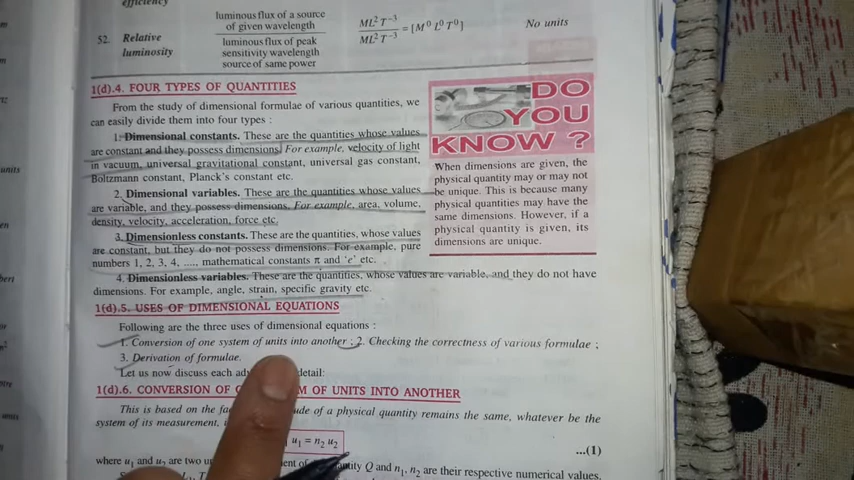 efficiency
52. Relative luminosity
luminous flux of a source
of given wavelength
luminous flux of peak
sensitivity wavelength
source of same power
ML² T⁻³
ML² T⁻³
= [M⁰ L⁰ T⁰]
No units
1(d).4. FOUR TYPES OF QUANTITIES
From the study of dimensional formulae of various quantities, we
can easily divide them into four types :
1. Dimensional constants. These are the quantities whose values
are constant and they possess dimensions. For example, velocity of light
in vacuum, universal gravitational constant, universal gas constant,
Boltzmann constant, Planck's constant etc.
2. Dimensional variables. These are the quantities whose values
are variable, and they possess dimensions. For example, area, volume,
density, velocity, acceleration, force etc.
3. Dimensionless constants. These are the quantities whose values
are constant, but they do not possess dimensions. For example, pure
numbers 1, 2, 3, 4, ...., mathematical constants π and 'e' etc.
4. Dimensionless variables. These are the quantities, whose values are variable, and they do not have
dimensions. For example, angle, strain, specific gravity etc.
DO
YOU
KNOW ?
When dimensions are given, the
physical quantity may or may not
be unique. This is because many
physical quantities may have the
same dimensions. However, if a
physical quantity is given, its
dimensions are unique.
1(d).5. USES OF DIMENSIONAL EQUATIONS
Following are the three uses of dimensional equations :
1. Conversion of one system of units into another ; 2. Checking the correctness of various formulae ;
3. Derivation of formulae.
Let us now discuss each detail:
1(d).6. CONVERSION OF OF UNITS INTO ANOTHER
This is based on the of a physical quantity remains the same, whatever be the
system of its measurement,
u₁ = n₂ u₂
...(1)
where u₁ and u₂ are two Q and n₁, n₂ are their respective numerical values.
units